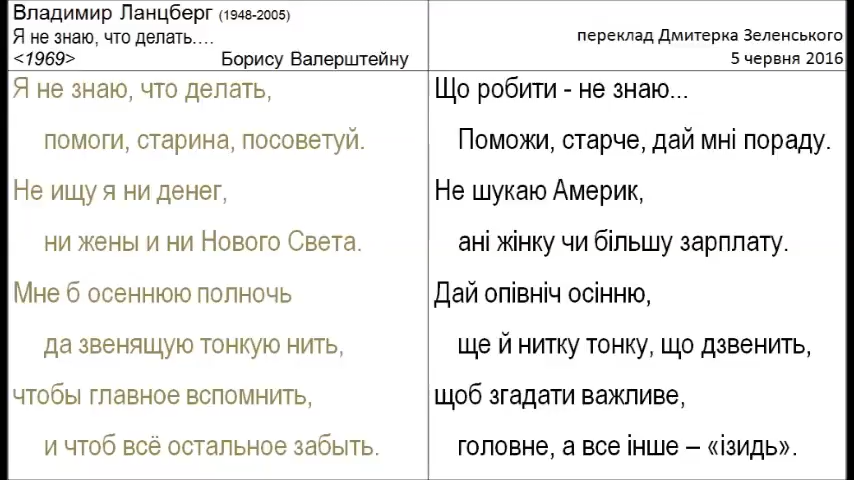 Владимир Ланцберг (1948-2005)
Я не знаю, что делать….
<1969> Борису Валерштейну
переклад Дмитерка Зеленського
5 червня 2016
Я не знаю, что делать,
помоги, старина, посоветуй.
Не ищу я ни денег,
ни жены и ни Нового Света.
Мне б осеннюю полночь
да звенящую тонкую нить,
чтобы главное вспомнить,
и чтоб всё остальное забыть.
Що робити - не знаю...
Поможи, старче, дай мні пораду.
Не шукаю Америк,
ані жінку чи більшу зарплату.
Дай опівніч осінню,
ще й нитку тонку, що дзвенить,
щоб згадати важливе,
головне, а все інше – «ізидь».